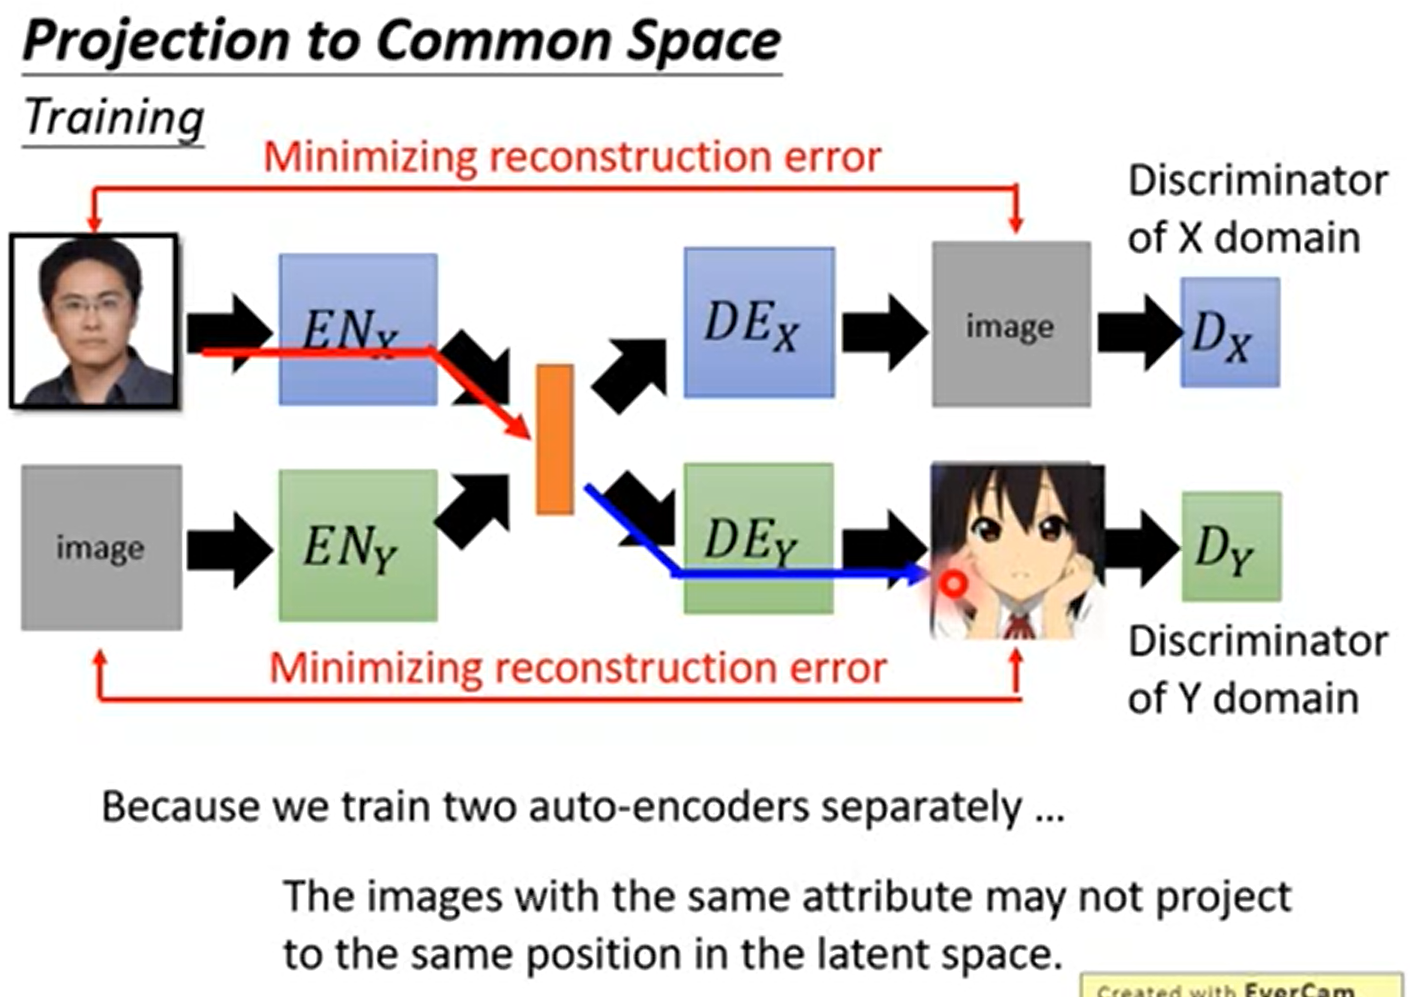 Projection to Common Space
Training
Minimizing reconstruction error
Discriminator
of X domain
EN_X
DE_X
image
D_X
image
EN_Y
DE_Y
D_Y
Minimizing reconstruction error
Discriminator
of Y domain
Because we train two auto-encoders separately …
The images with the same attribute may not project
to the same position in the latent space.
Created with EverCam